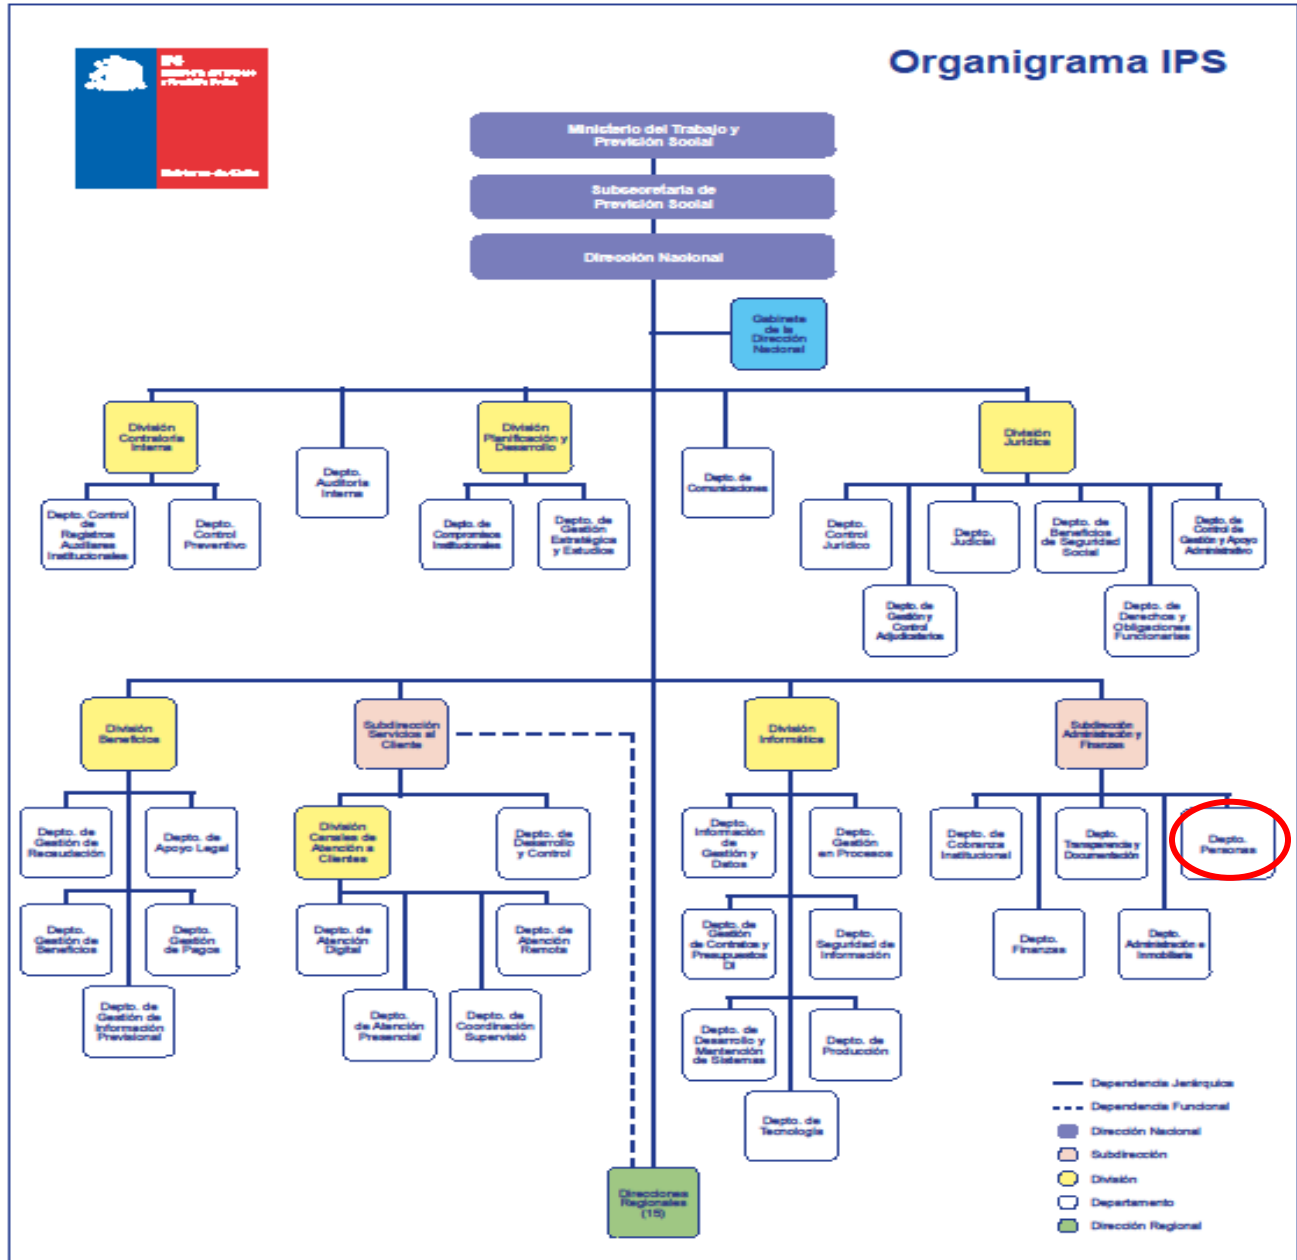 Organigrama IPS
IPS
Gobierno de Chile
Ministerio del Trabajo y
Previsión Social
Subsecretaria de
Previsión Social
Dirección Nacional
Gabinete
de la
Dirección
Nacional
División
Contraloría
Interna
Depto.
Auditoría
Interna
División
Planificación y
Desarrollo
Depto. de
Comunicaciones
División
Jurídica
Depto. Control
de
Registros
Auxiliares
Institucionales
Depto.
Control
Preventivo
Depto. de
Compromisos
Institucionales
Depto. de
Gestión
Estratégica
y Estudios
Depto.
Control
Jurídico
Depto.
Judicial
Depto. de
Beneficios
de Seguridad
Social
Depto. de
Control de
Gestión y Apoyo
Administrativo
Depto. de
Gestión y
Control
Adjudicatarios
Depto. de
Derechos y
Obligaciones
Funcionarias
División
Beneficios
Subdirección
Servicios al
Cliente
División
Informática
Subdirección
Administración y
Finanzas
Depto. de
Gestión de
Recaudación
Depto. de
Apoyo Legal
División
Canales de
Atención a
Clientes
Depto. de
Desarrollo
y Control
Depto.
Información
de
Gestión y
Datos
Depto.
Gestión
en Procesos
Depto. de
Cobranza
Institucional
Depto.
Transparencia y
Documentación
Depto.
Personas
Depto.
Gestión de
Beneficios
Depto.
Gestión
de Pagos
Depto. de
Atención
Digital
Depto. de
Atención
Remota
Depto. de
Gestión
de Contratos y
Presupuestos
DI
Depto.
Seguridad de
Información
Depto.
Finanzas
Depto.
Administración e
Inmobiliaria
Depto. de
Gestión de
Información
Previsional
Depto.
de Atención
Presencial
Depto.
de
Coordinación
Supervisió
Depto. de
Desarrollo y
Mantención
de Sistemas
Depto. de
Producción
Depto. de
Tecnología
Direcciones
Regionales
(15)
Dependencia Jerárquica
Dependencia Funcional
Dirección Nacional
Subdirección
División
Departamento
Dirección Regional